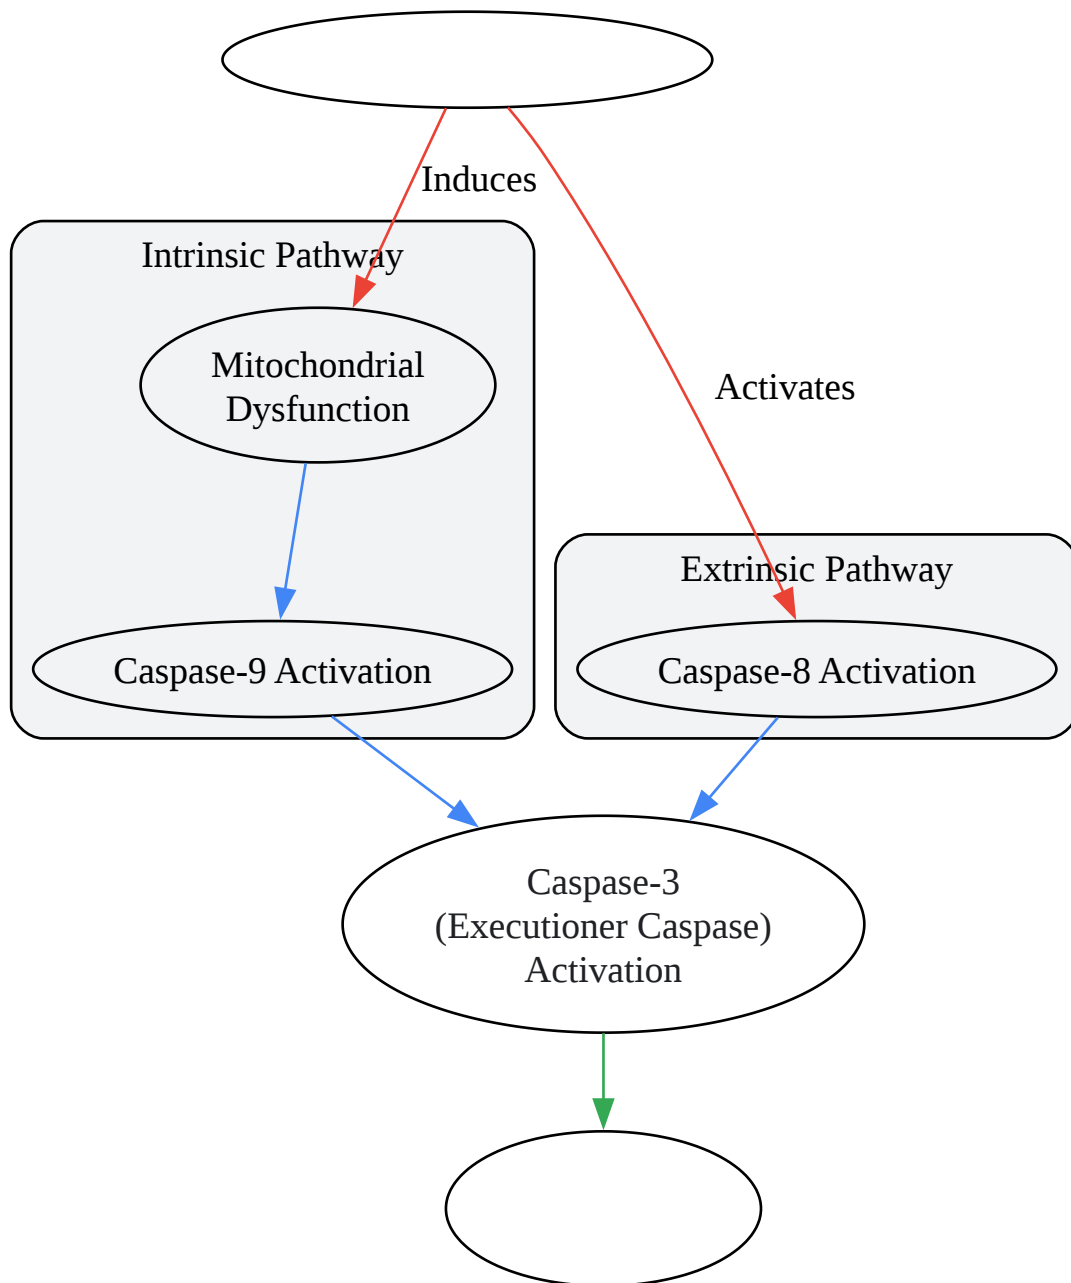 Induces
Intrinsic Pathway
Mitochondrial
Dysfunction
Activates
Extrinsic Pathway
Caspase-9 Activation
Caspase-8 Activation
Caspase-3
(Executioner Caspase)
Activation